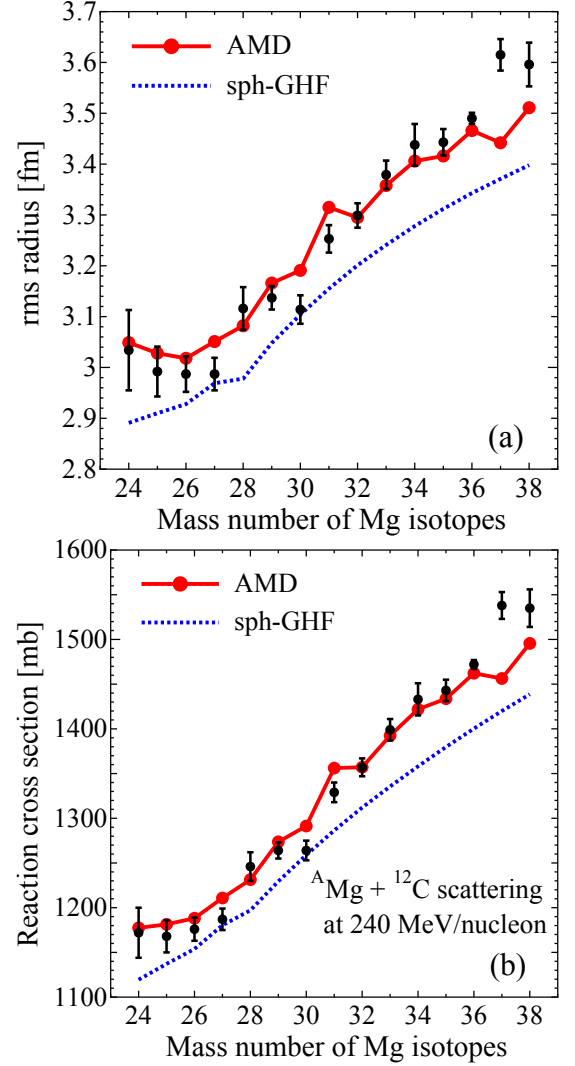 3.7
3.6
3.5
3.4
3.3
3.2
3.1
3
2.9
2.8
rms radius [fm]
AMD
sph-GHF
(a)
24 26 28 30 32 34 36 38
Mass number of Mg isotopes
1600
1500
1400
1300
1200
1100
Reaction cross section [mb]
AMD
sph-GHF
ᴬMg + ¹²C scattering
at 240 MeV/nucleon
(b)
24 26 28 30 32 34 36 38
Mass number of Mg isotopes